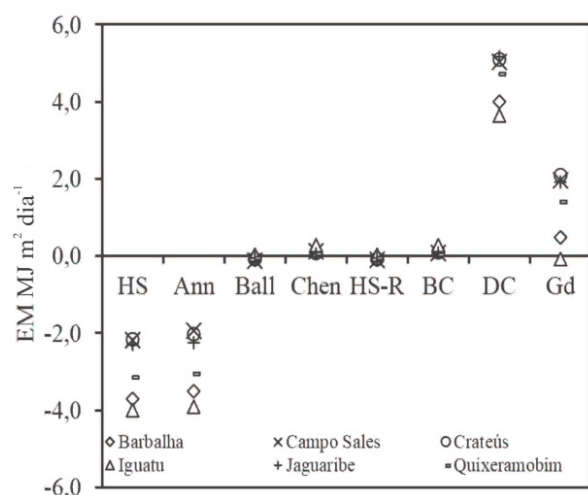 6,0
4,0
2,0
0,0
HS Ann Ball Chen HS-R BC DC Gd
-2,0
-4,0
-6,0
EM MJ m² dia⁻¹
Barbalha Campo Sales Crateús
Iguatu Jaguaribe Quixeramobim